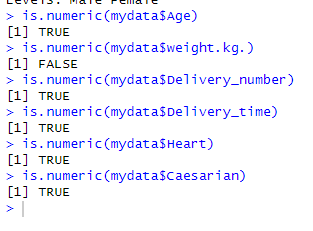 Levels: Male Female
> is.numeric(mydata$Age)
[1] TRUE
> is.numeric(mydata$weight.kg.)
[1] FALSE
> is.numeric(mydata$Delivery_number)
[1] TRUE
> is.numeric(mydata$Delivery_time)
[1] TRUE
> is.numeric(mydata$Heart)
[1] TRUE
> is.numeric(mydata$Caesarian)
[1] TRUE
>